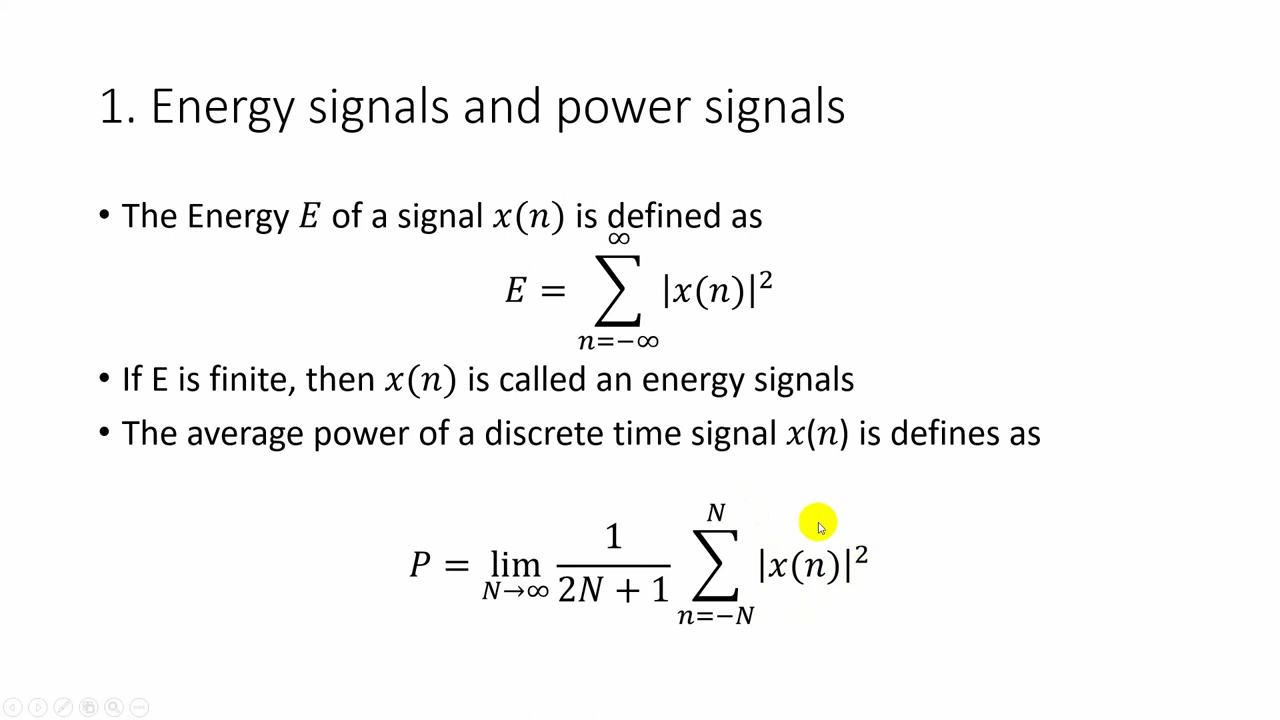 1. Energy signals and power signals
• The Energy 𝐸 of a signal 𝑥(𝑛) is defined as
𝐸 = ∑_{𝑛=−∞}^{∞} |𝑥(𝑛)|²
• If E is finite, then 𝑥(𝑛) is called an energy signals
• The average power of a discrete time signal 𝑥(𝑛) is defines as
𝑃 = lim_{𝑁→∞} 1/(2𝑁 + 1) ∑_{𝑛=−𝑁}^{𝑁} |𝑥(𝑛)|²